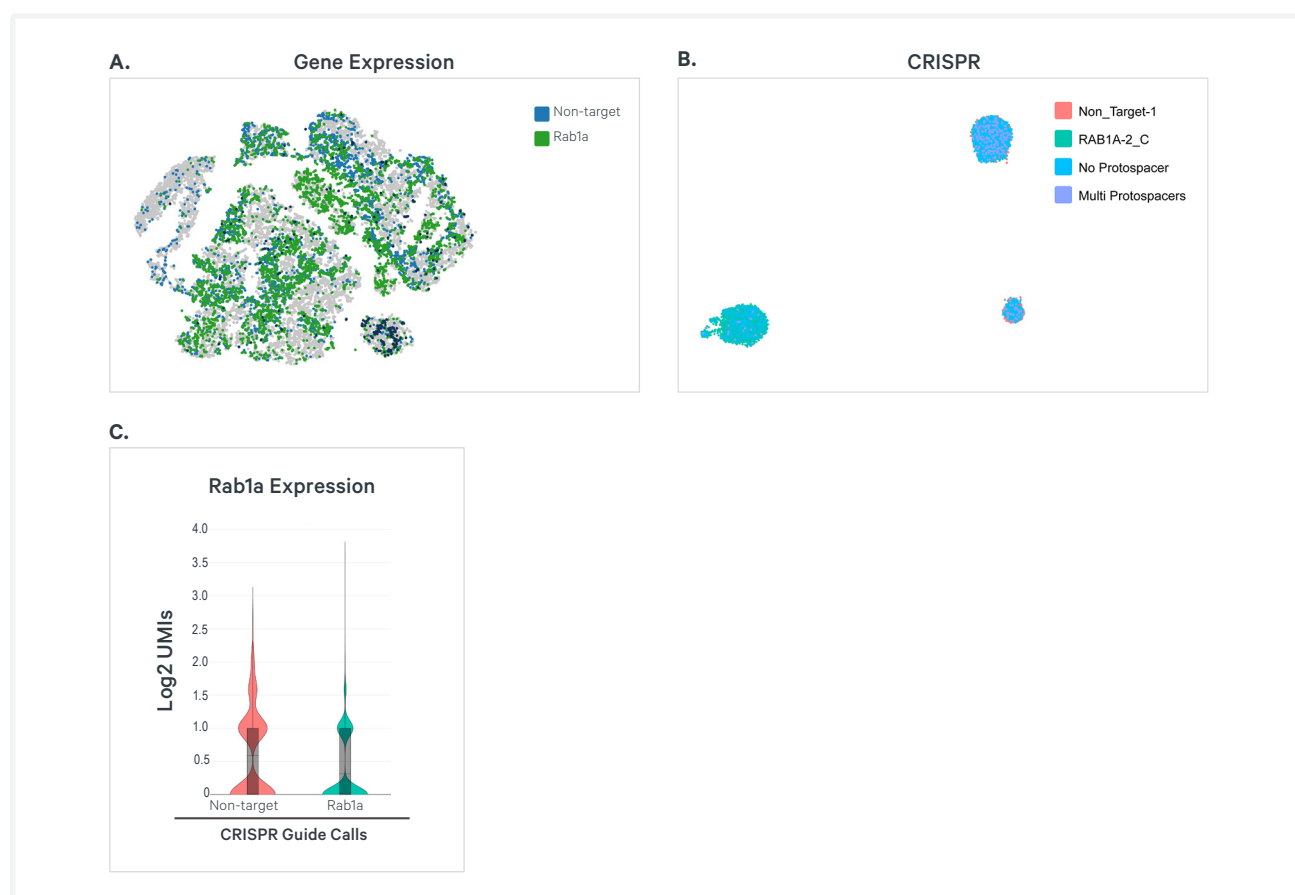 A.
Gene Expression
Non-target
Rab1a
B.
CRISPR
Non_Target-1
RAB1A-2_C
No Protospacer
Multi Protospacers
C.
Rab1a Expression
Log2 UMIs
4.0
3.5
3.0
2.5
2.0
1.5
1.0
0.5
0
Non-target Rab1a
CRISPR Guide Calls